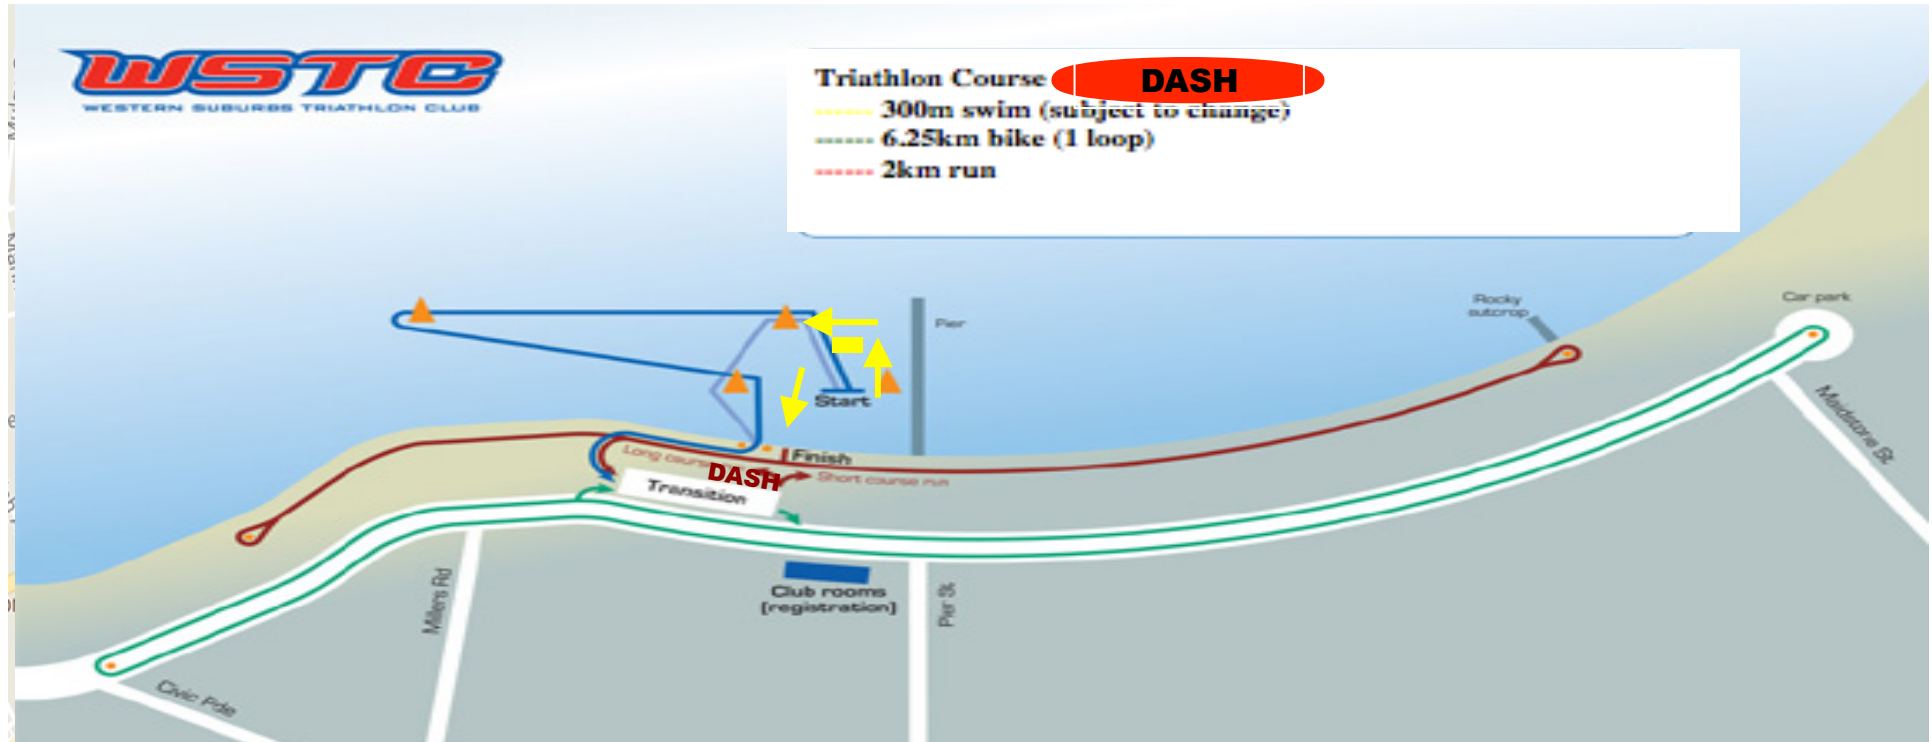 WSTC
WESTERN SUBURBS TRIATHLON CLUB
Triathlon Course DASH
300m swim (subject to change)
6.25km bike (1 loop)
2km run
Pier
Rocky
outcrop
Car park
Start
Maidstone St.
Finish
Long course
DASH
Short course run
Transition
Millers Rd
Club rooms
(registration)
Pier St.
Civic Pde